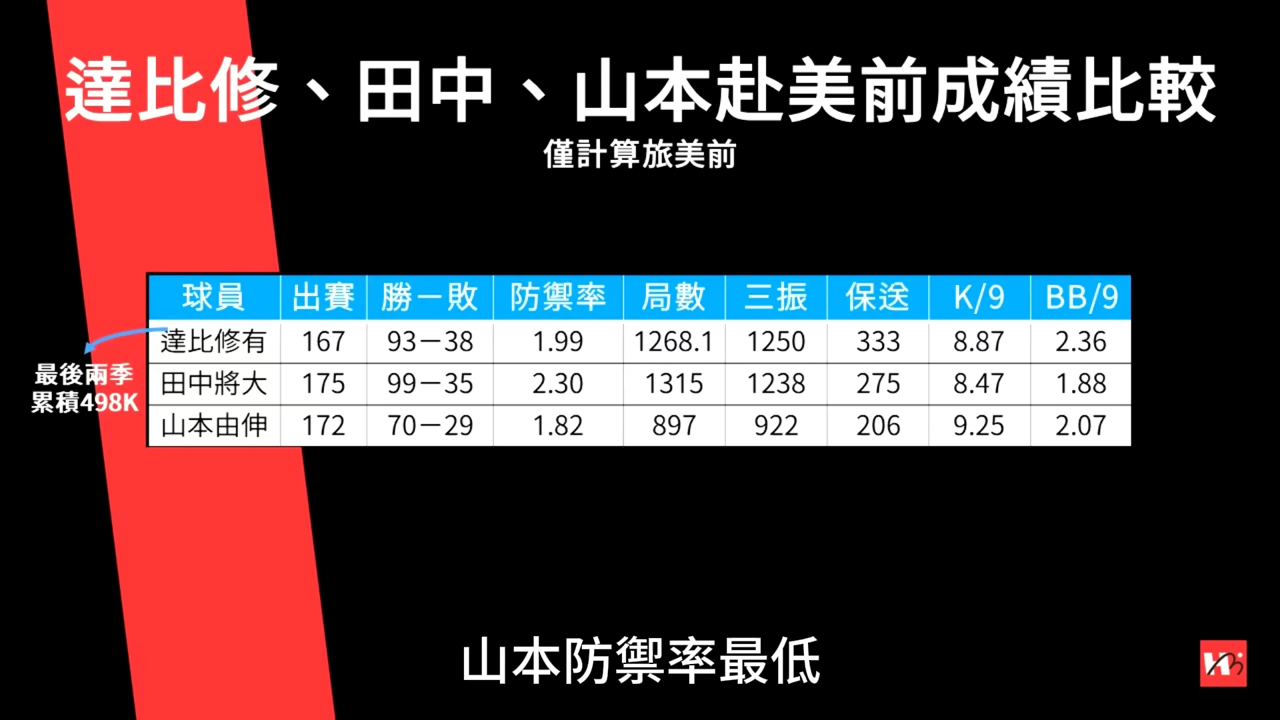 達比修、田中、山本赴美前成績比較
僅計算旅美前
球員 出賽 勝－敗 防禦率 局數 三振 保送 K/9 BB/9
達比修有 167 93－38 1.99 1268.1 1250 333 8.87 2.36
田中將大 175 99－35 2.30 1315 1238 275 8.47 1.88
山本由伸 172 70－29 1.82 897 922 206 9.25 2.07
最後兩季
累積498K
山本防禦率最低